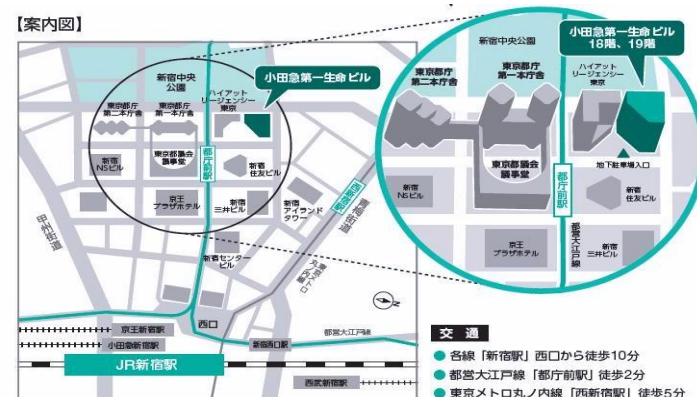 【案内図】
新宿中央
公園
小田急第一生命ビル
東京都庁
第二本庁舎
東京都庁
第一本庁舎
ハイアット
リージェンシー
東京
都庁前駅
新宿
NSビル
東京都議会
議事堂
新宿
住友ビル
京王
プラザホテル
新宿
三井ビル
新宿
アイランド
タワー
西新宿駅
青梅街道
甲州街道
新宿センター
ビル
東京メトロ
丸ノ内線
N
西口
都営大江戸線
京王新宿駅
小田急新宿駅
新宿西口駅
JR新宿駅
西武新宿駅
新宿中央公園
小田急第一生命ビル
18階、19階
東京都庁
第二本庁舎
東京都庁
第一本庁舎
ハイアット
リージェンシー
東京
東京都議会
議事堂
地下駐車場入口
都庁前駅
新宿
NSビル
新宿
住友ビル
京王
プラザホテル
都営大江戸線
新宿
三井ビル
交 通
● 各線「新宿駅」西口から徒歩10分
● 都営大江戸線「都庁前駅」徒歩2分
● 東京メトロ丸ノ内線「西新宿駅」徒歩5分